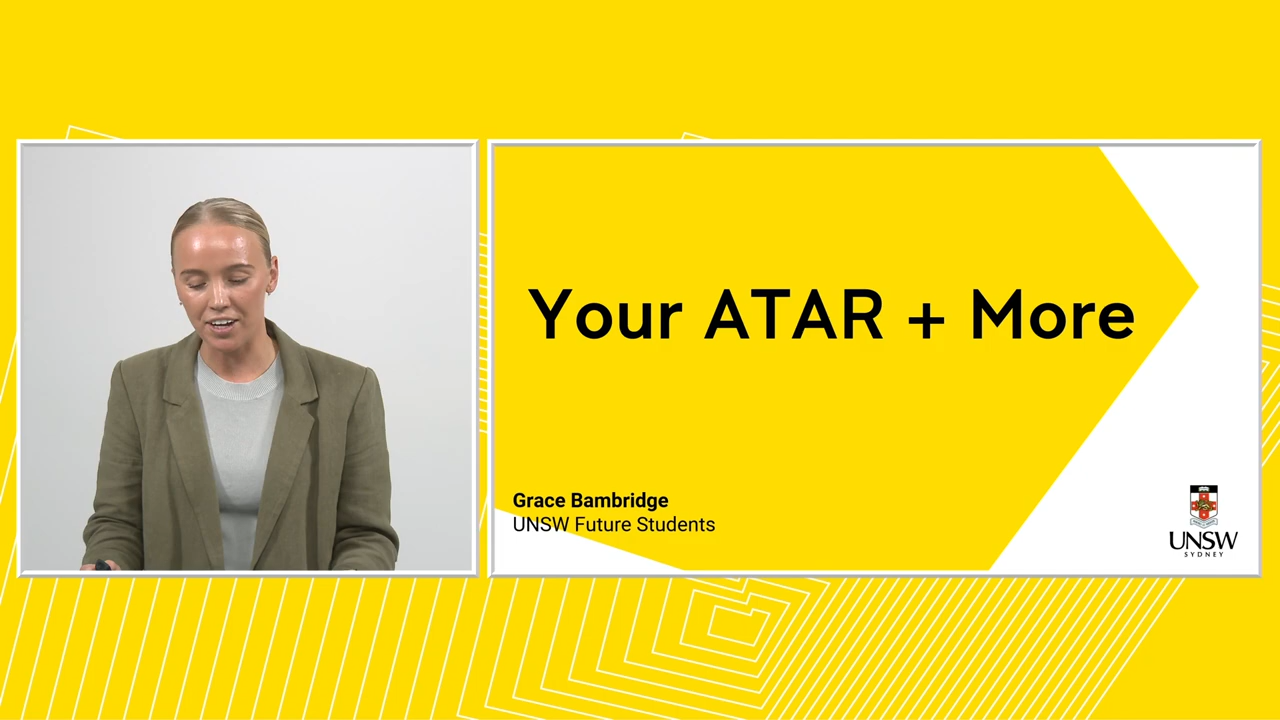 Your ATAR + More
Grace Bambridge
UNSW Future Students
UNSW
SYDNEY